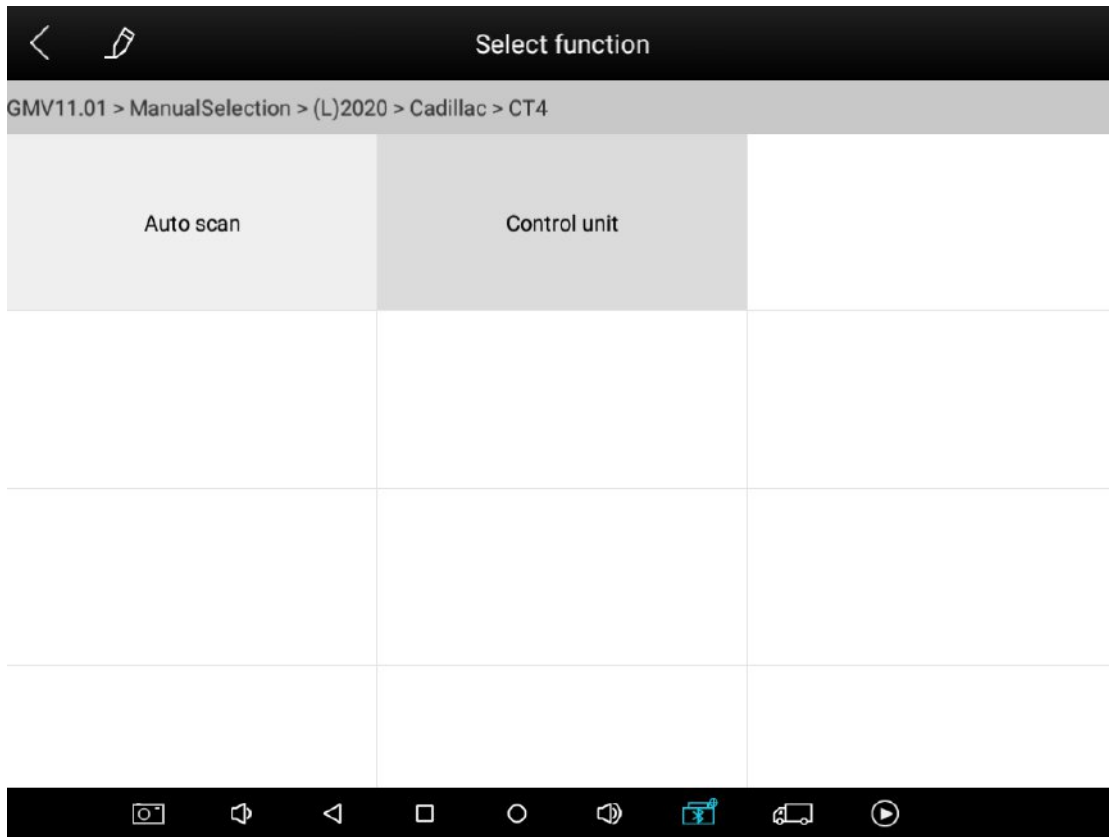 Select function
GMV11.01 > ManualSelection > (L)2020 > Cadillac > CT4
Auto scan
Control unit